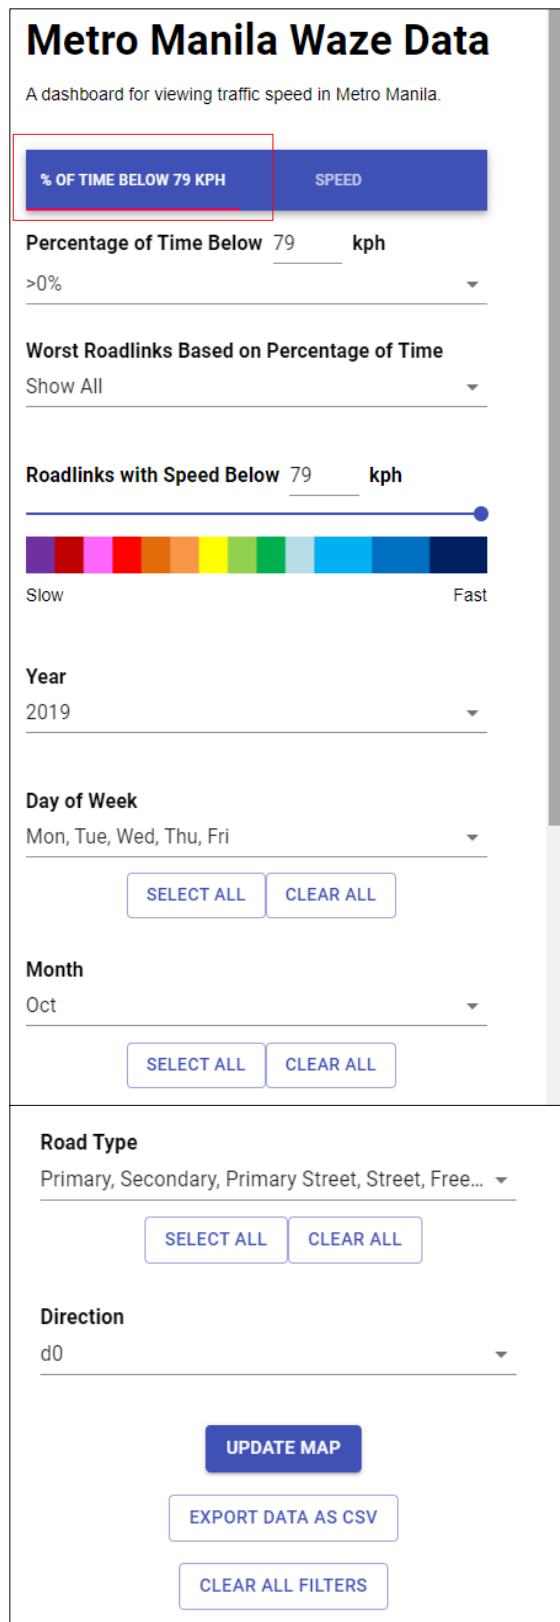 Metro Manila Waze Data
A dashboard for viewing traffic speed in Metro Manila.
% OF TIME BELOW 79 KPH SPEED
Percentage of Time Below 79 kph
>0%
Worst Roadlinks Based on Percentage of Time
Show All
Roadlinks with Speed Below 79 kph
Slow Fast
Year
2019
Day of Week
Mon, Tue, Wed, Thu, Fri
SELECT ALL CLEAR ALL
Month
Oct
SELECT ALL CLEAR ALL
Road Type
Primary, Secondary, Primary Street, Street, Free...
SELECT ALL CLEAR ALL
Direction
d0
UPDATE MAP
EXPORT DATA AS CSV
CLEAR ALL FILTERS